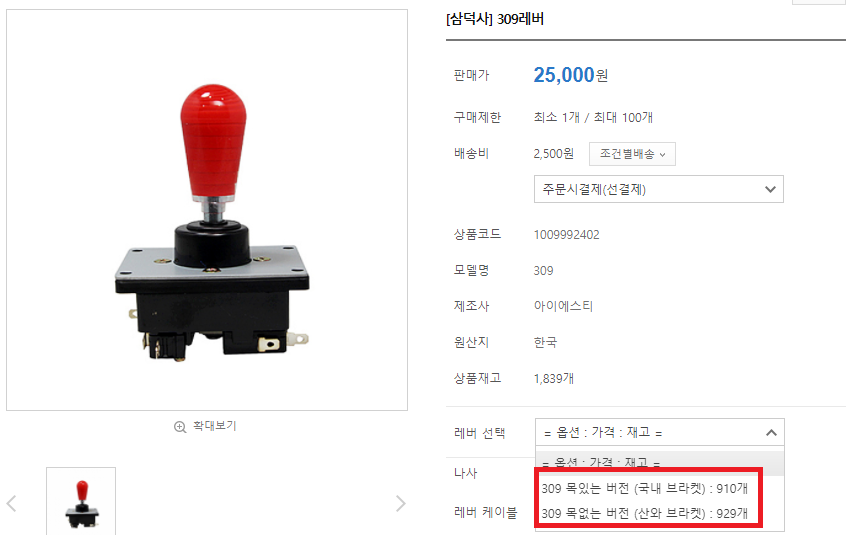 [삼덕사] 309레버
판매가 25,000원
구매제한 최소 1개 / 최대 100개
배송비 2,500원 조건별배송
주문시결제(선결제)
상품코드 1009992402
모델명 309
제조사 아이에스티
원산지 한국
상품재고 1,839개
확대보기
레버 선택 = 옵션 : 가격 : 재고 =
= 옵션 : 가격 : 재고 =
나사
309 목있는 버전 (국내 브라켓) : 910개
레버 케이블
309 목없는 버전 (산와 브라켓) : 929개